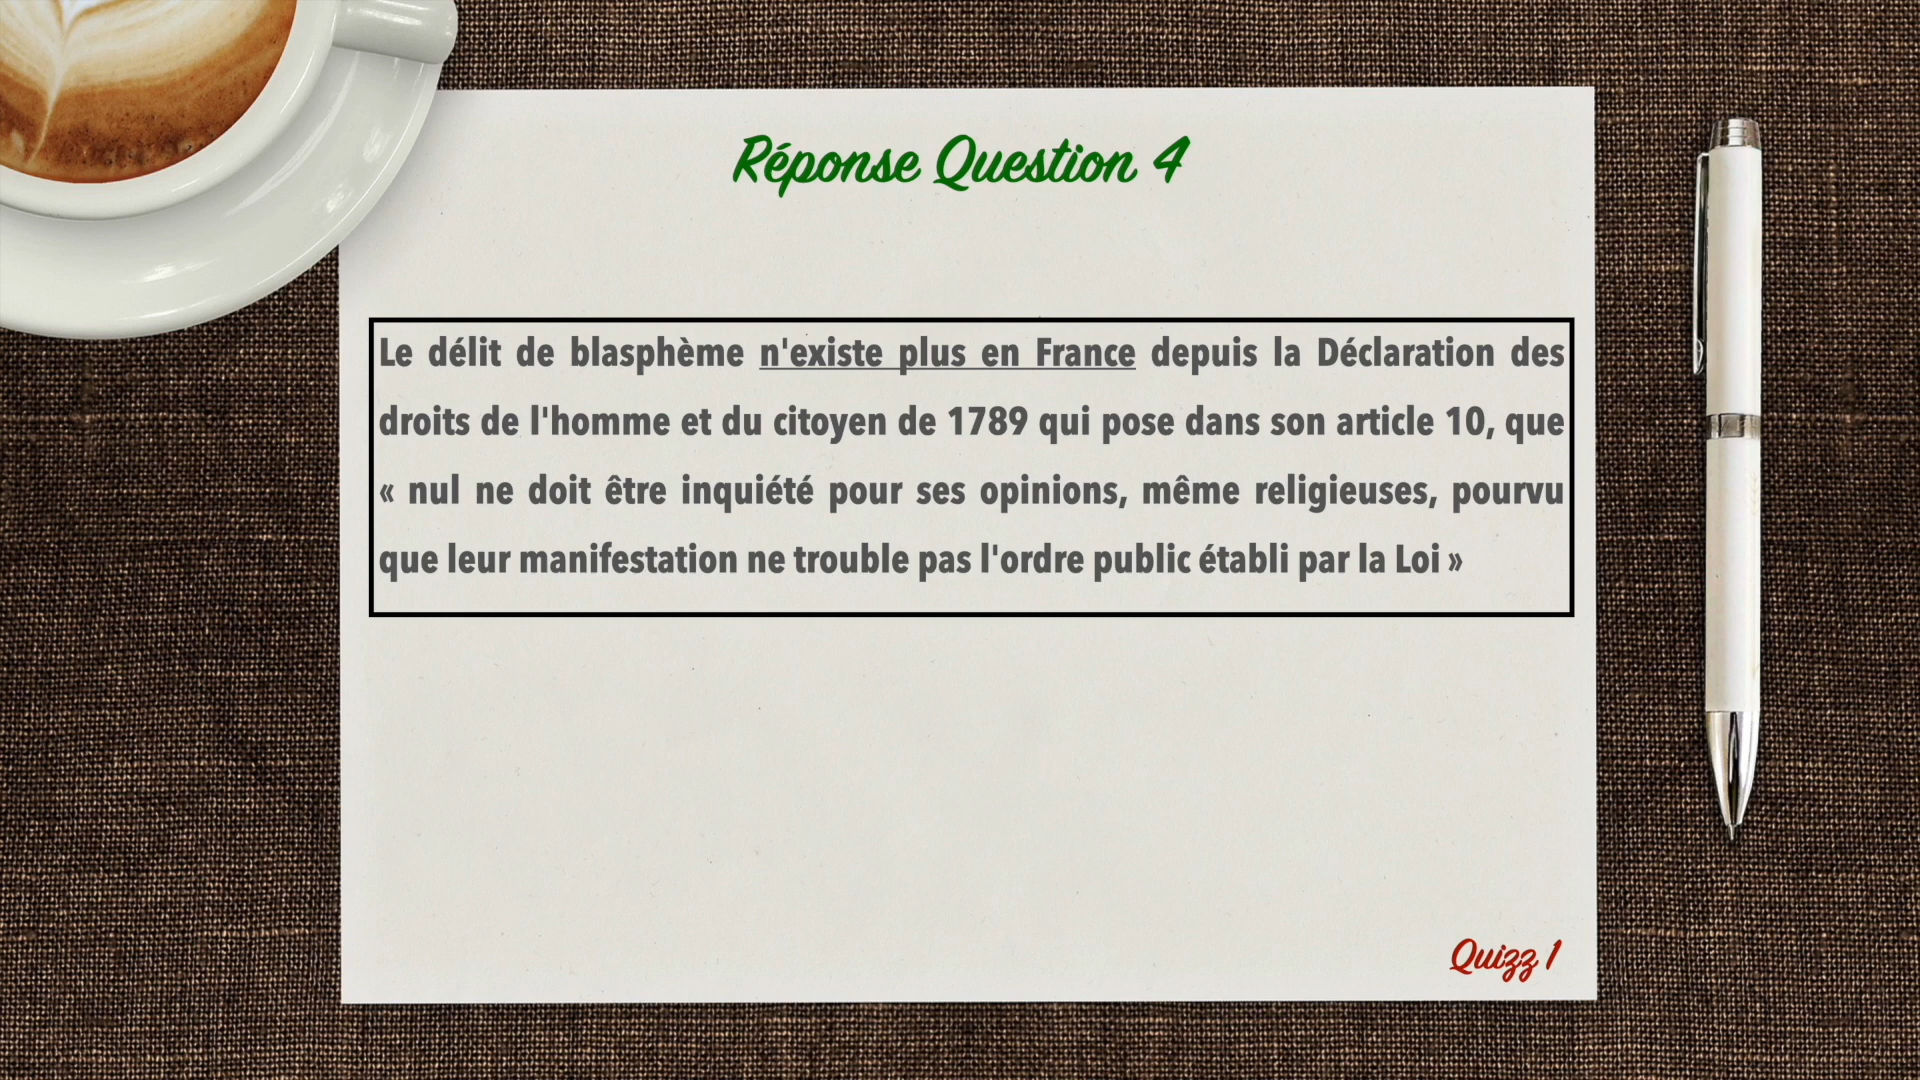 Réponse Question 4
Le délit de blasphème n'existe plus en France depuis la Déclaration des
droits de l'homme et du citoyen de 1789 qui pose dans son article 10, que
« nul ne doit être inquiété pour ses opinions, même religieuses, pourvu
que leur manifestation ne trouble pas l'ordre public établi par la Loi »
Quizz 1